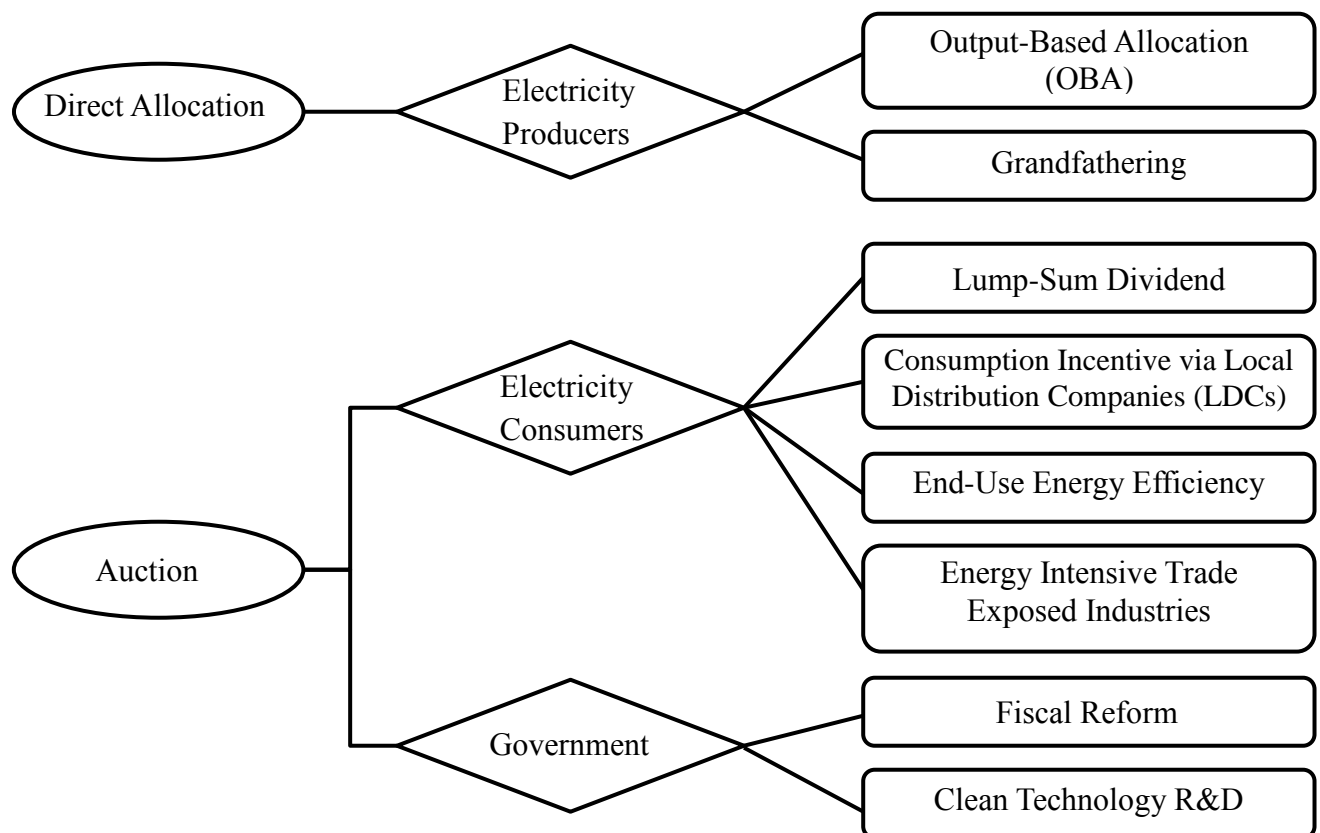 Direct Allocation
Electricity
Producers
Output-Based Allocation
(OBA)
Grandfathering
Auction
Electricity
Consumers
Lump-Sum Dividend
Consumption Incentive via Local
Distribution Companies (LDCs)
End-Use Energy Efficiency
Energy Intensive Trade
Exposed Industries
Government
Fiscal Reform
Clean Technology R&D